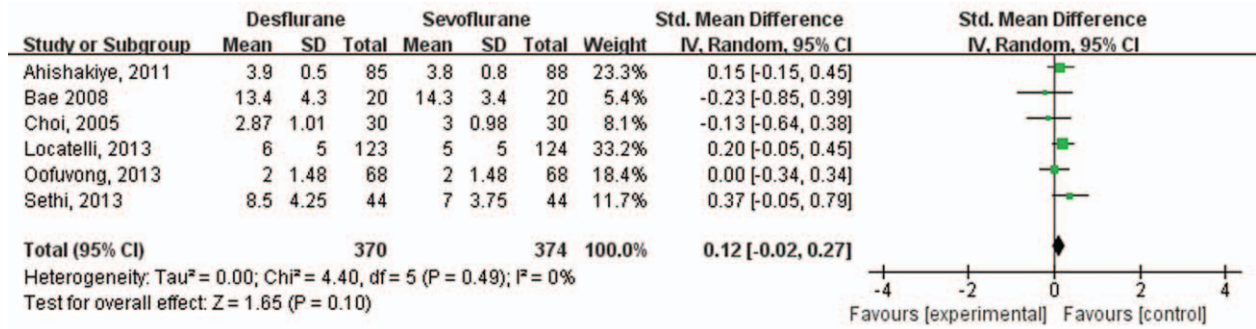 Desflurane Sevoflurane Std. Mean Difference Std. Mean Difference
Study or Subgroup Mean SD Total Mean SD Total Weight IV, Random, 95% CI IV, Random, 95% CI
Ahishakiye, 2011 3.9 0.5 85 3.8 0.8 88 23.3% 0.15 [-0.15, 0.45]
Bae 2008 13.4 4.3 20 14.3 3.4 20 5.4% -0.23 [-0.85, 0.39]
Choi, 2005 2.87 1.01 30 3 0.98 30 8.1% -0.13 [-0.64, 0.38]
Locatelli, 2013 6 5 123 5 5 124 33.2% 0.20 [-0.05, 0.45]
Oofuvong, 2013 2 1.48 68 2 1.48 68 18.4% 0.00 [-0.34, 0.34]
Sethi, 2013 8.5 4.25 44 7 3.75 44 11.7% 0.37 [-0.05, 0.79]
Total (95% CI) 370 374 100.0% 0.12 [-0.02, 0.27]
Heterogeneity: Tau² = 0.00; Chi² = 4.40, df = 5 (P = 0.49); I² = 0%
Test for overall effect: Z = 1.65 (P = 0.10)
-4 -2 0 2 4
Favours [experimental] Favours [control]